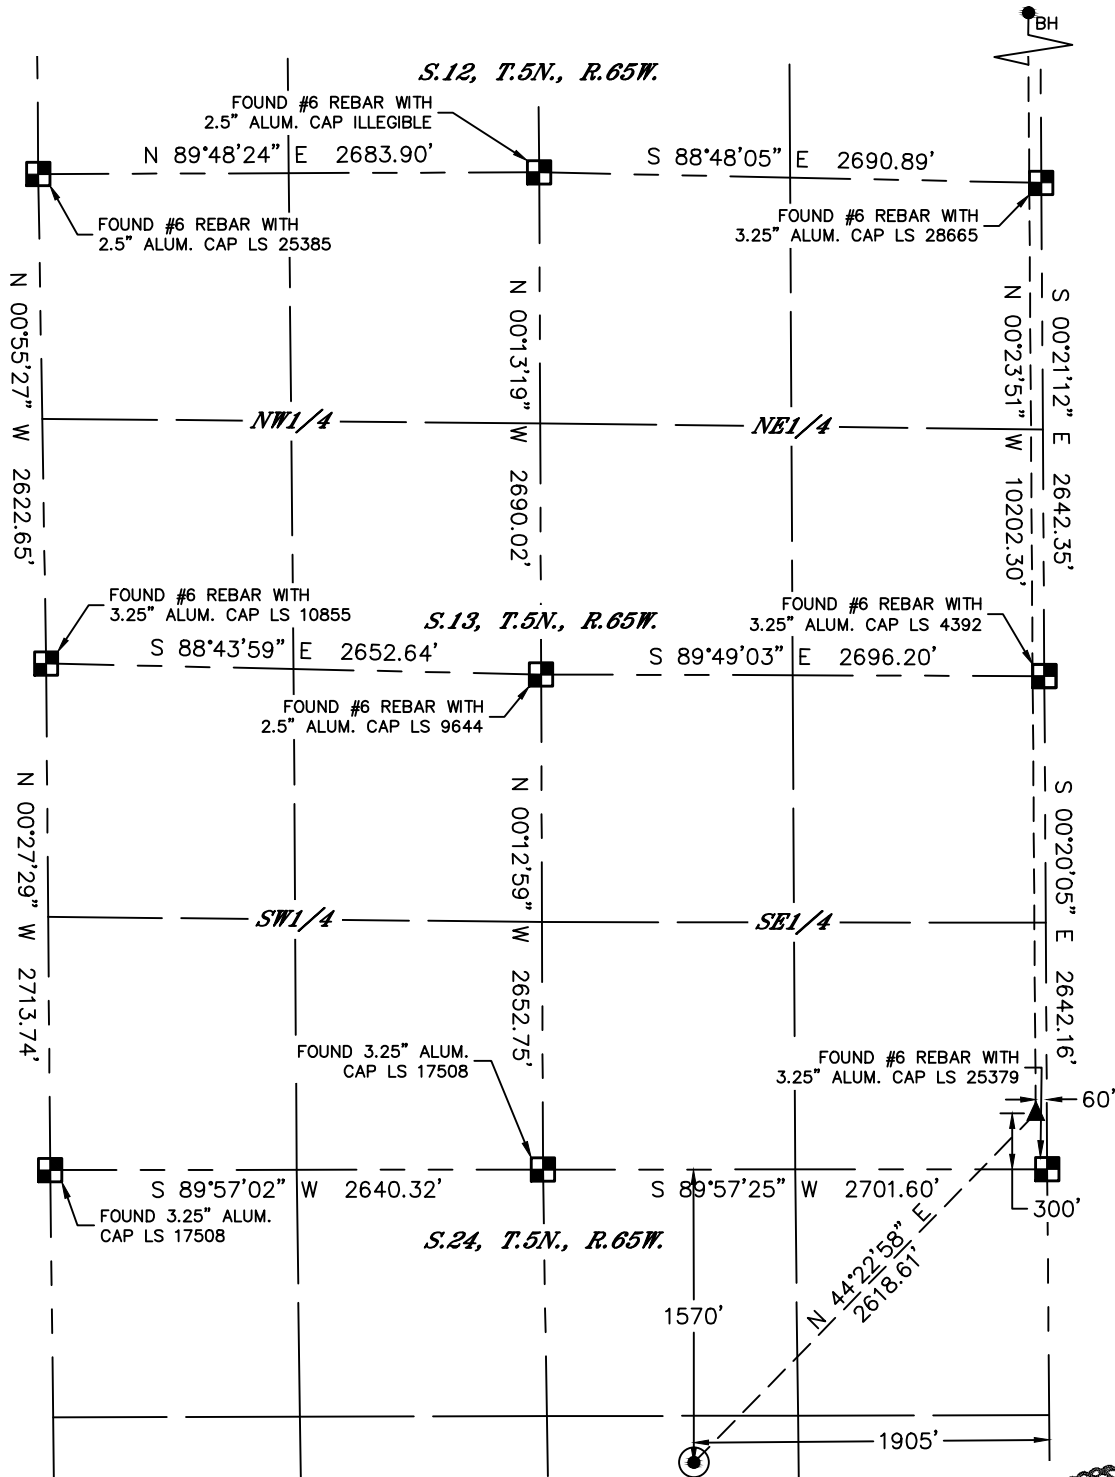 BH
S.12, T.5N., R.65W.
FOUND #6 REBAR WITH
2.5" ALUM. CAP ILLEGIBLE
N 89°48'24" E 2683.90'
S 88°48'05" E 2690.89'
FOUND #6 REBAR WITH
2.5" ALUM. CAP LS 25385
FOUND #6 REBAR WITH
3.25" ALUM. CAP LS 28665
N 00°55'27" W 2622.65'
N 00°13'19" W 2690.02'
N 00°23'51" W 10202.30'
S 00°21'12" E 2642.35'
NW1/4
NE1/4
FOUND #6 REBAR WITH
3.25" ALUM. CAP LS 10855
S.13, T.5N., R.65W.
FOUND #6 REBAR WITH
3.25" ALUM. CAP LS 4392
S 88°43'59" E 2652.64'
S 89°49'03" E 2696.20'
FOUND #6 REBAR WITH
2.5" ALUM. CAP LS 9644
N 00°27'29" W 2713.74'
N 00°12'59" W 2652.75'
S 00°20'05" E 2642.16'
SW1/4
SE1/4
FOUND 3.25" ALUM.
CAP LS 17508
FOUND #6 REBAR WITH
3.25" ALUM. CAP LS 25379
60'
S 89°57'02" W 2640.32'
S 89°57'25" W 2701.60'
300'
FOUND 3.25" ALUM.
CAP LS 17508
S.24, T.5N., R.65W.
N 44°22'58" E
2618.61'
1570'
1905'